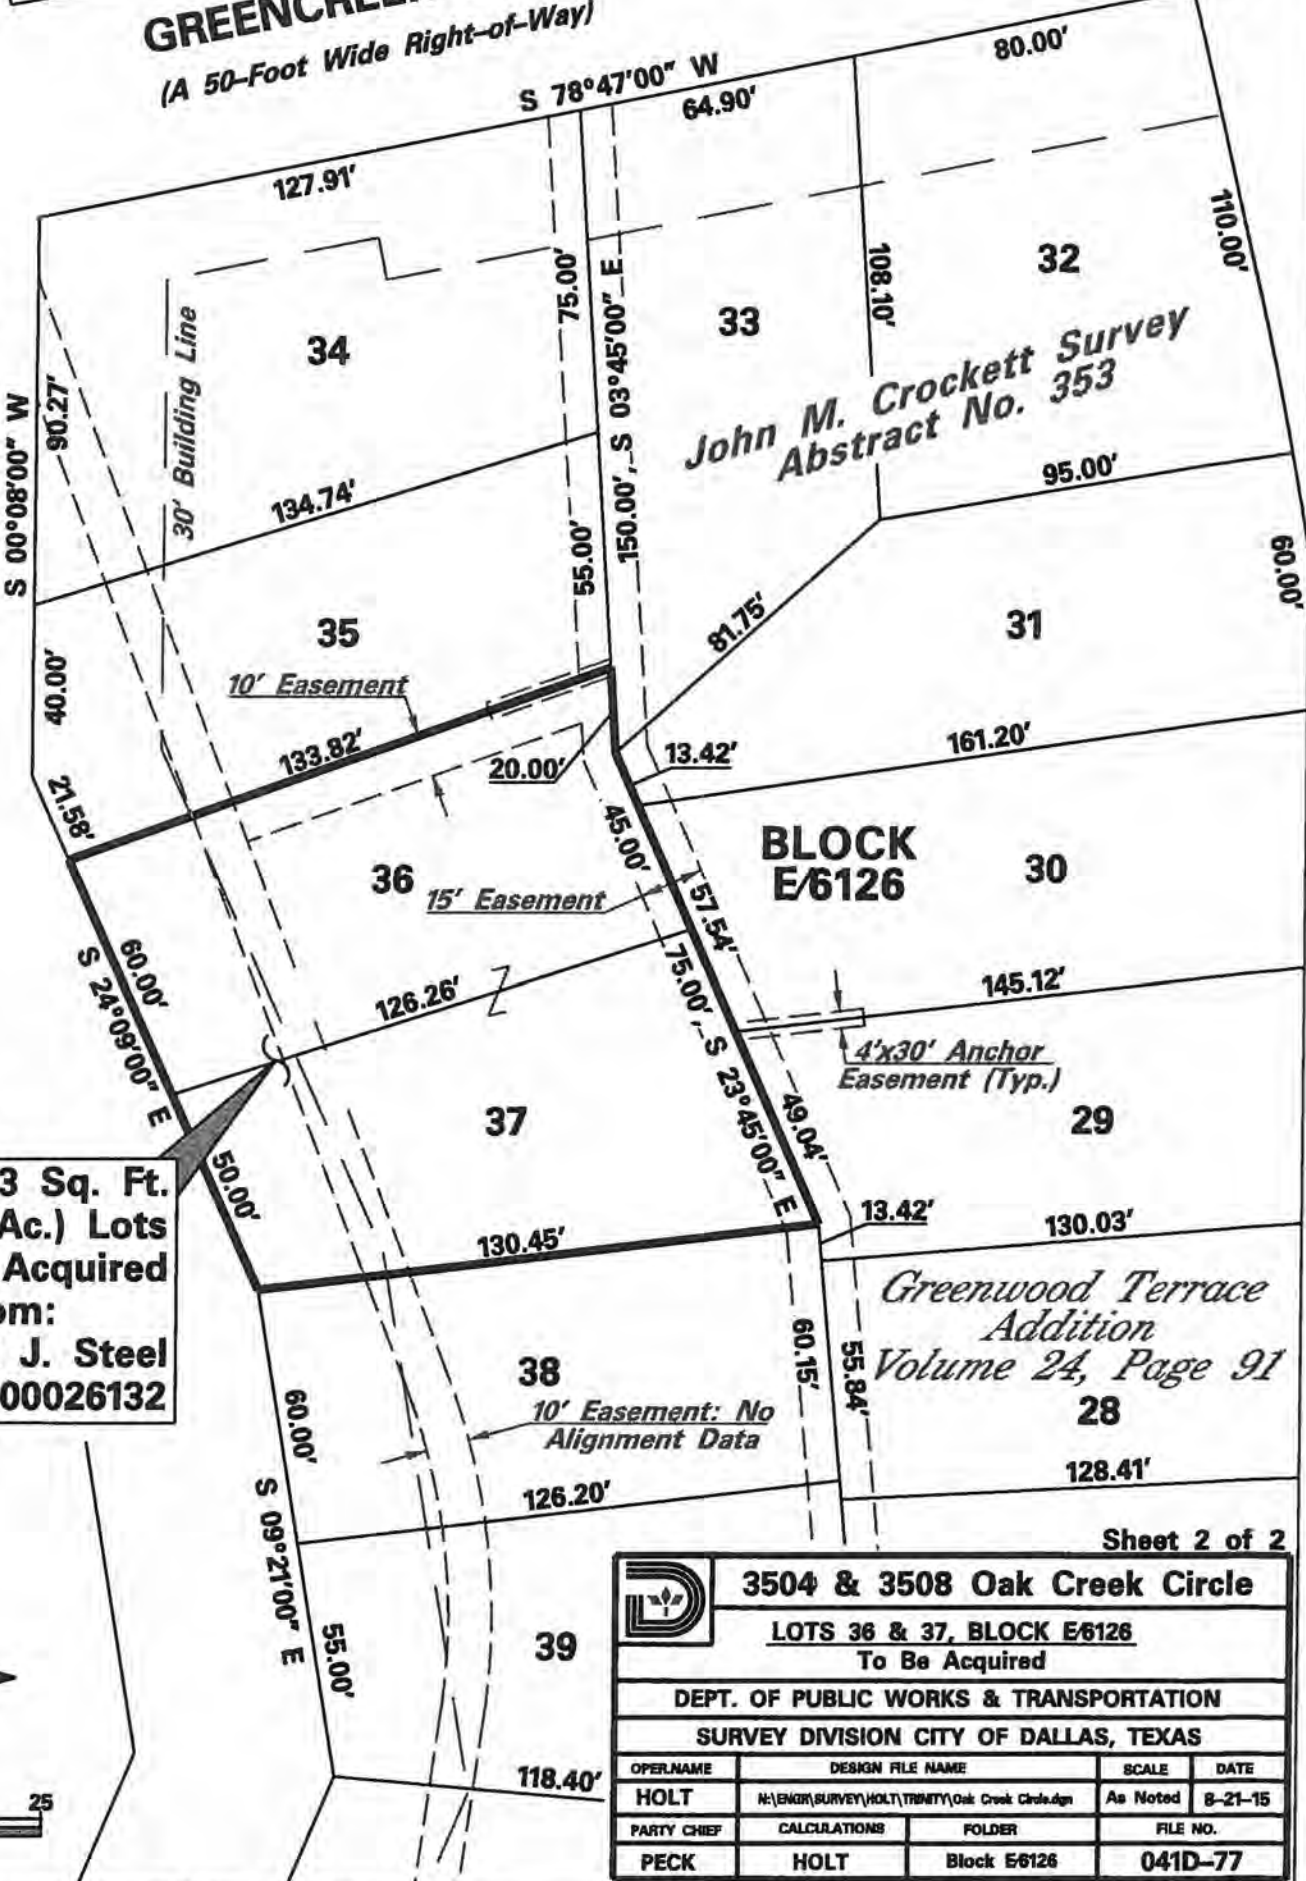 (A 50-Foot Wide Right-of-Way)
S 78°47'00" W
80.00'
64.90'
127.91'
110.00'
75.00'
S 03°45'00" E
108.10'
32
33
34
30' Building Line
90.27'
S 00°08'00" W
John M. Crockett Survey
Abstract No. 353
95.00'
134.74'
150.00',
55.00'
60.00'
81.75'
35
31
40.00'
10' Easement
133.82'
20.00'
13.42'
161.20'
21.58'
45.00'
BLOCK
E/6126
36
30
15' Easement
57.54'
60.00'
S 24°09'00" E
126.26'
75.00', S 23°45'00" E
145.12'
4'x30' Anchor
Easement (Typ.)
37
49.04'
29
50.00'
3 Sq. Ft.
Ac.) Lots
Acquired
J. Steel
00026132
130.45'
13.42'
130.03'
Greenwood Terrace
Addition
Volume 24, Page 91
60.15'
55.84'
38
28
60.00'
10' Easement: No
Alignment Data
128.41'
126.20'
S 09°21'00" E
55.00'
39
118.40'
25
Sheet 2 of 2
3504 & 3508 Oak Creek Circle
LOTS 36 & 37, BLOCK E/6126
To Be Acquired
DEPT. OF PUBLIC WORKS & TRANSPORTATION
SURVEY DIVISION CITY OF DALLAS, TEXAS
OPER.NAME DESIGN FILE NAME SCALE DATE
HOLT N:\ENGR\SURVEY\HOLT\TRINITY\Oak Creek Circle.dgn As Noted 8-21-15
PARTY CHIEF CALCULATIONS FOLDER FILE NO.
PECK HOLT Block E/6126 041D-77